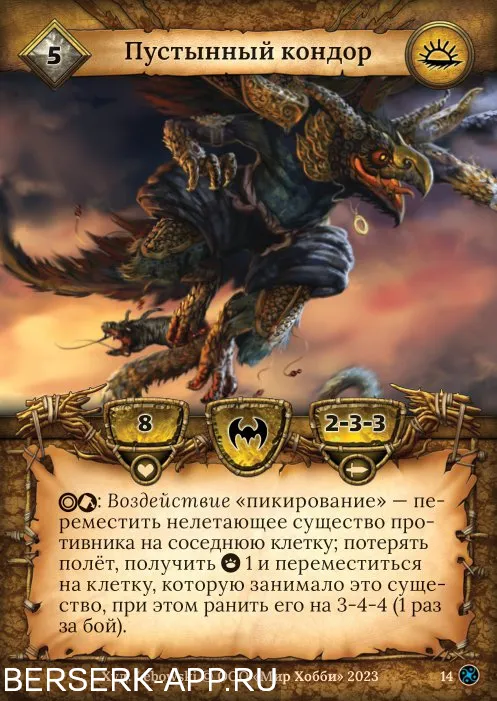 5
Пустынный кондор
8
2-3-3
: Воздействие «пикирование» — пе-
реместить нелетающее существо про-
тивника на соседнюю клетку; потерять
полёт, получить 1 и переместиться
на клетку, которую занимало это суще-
ство, при этом ранить его на 3-4-4 (1 раз
за бой).
Lebowski © ООО «Мир Хобби» 2023
14
BERSERK-APP.RU